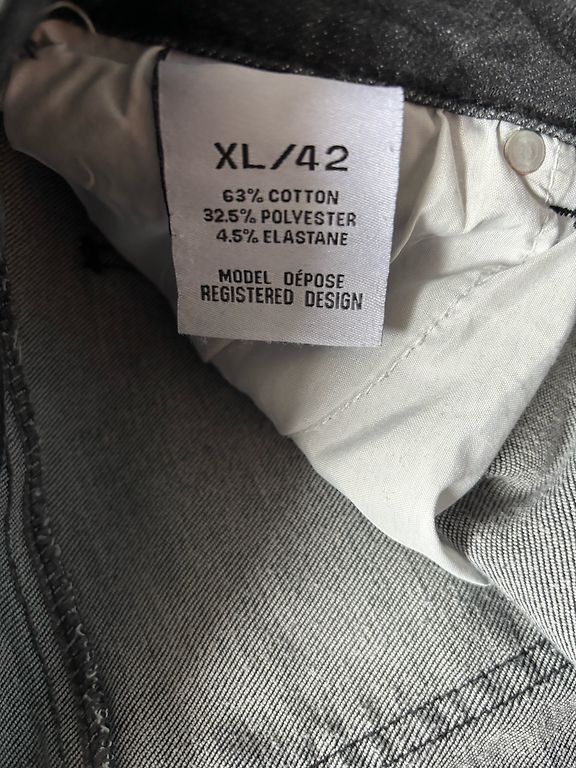 XL/42
63% COTTON
32.5% POLYESTER
4.5% ELASTANE
MODEL DÉPOSE
REGISTERED DESIGN